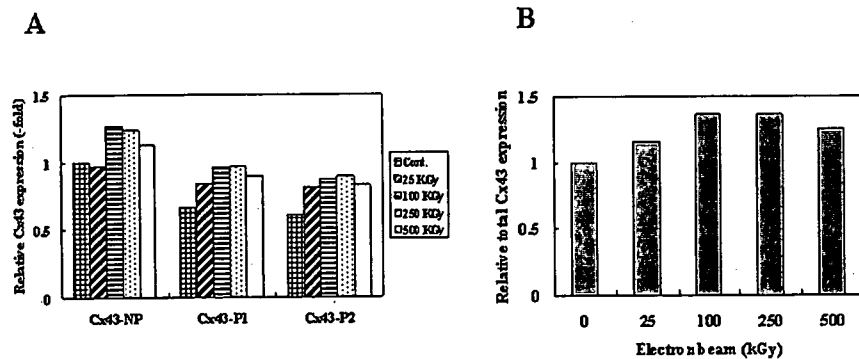 A
Relative Cx43 expression (-fold)
1.5
1
0.5
0
Cx43-NP
Cx43-P1
Cx43-P2
Cont.
25 KGy
100 KGy
250 KGy
500 KGy
B
Relative total Cx43 expression
1.5
1
0.5
0
0
25
100
250
500
Electron beam (kGy)